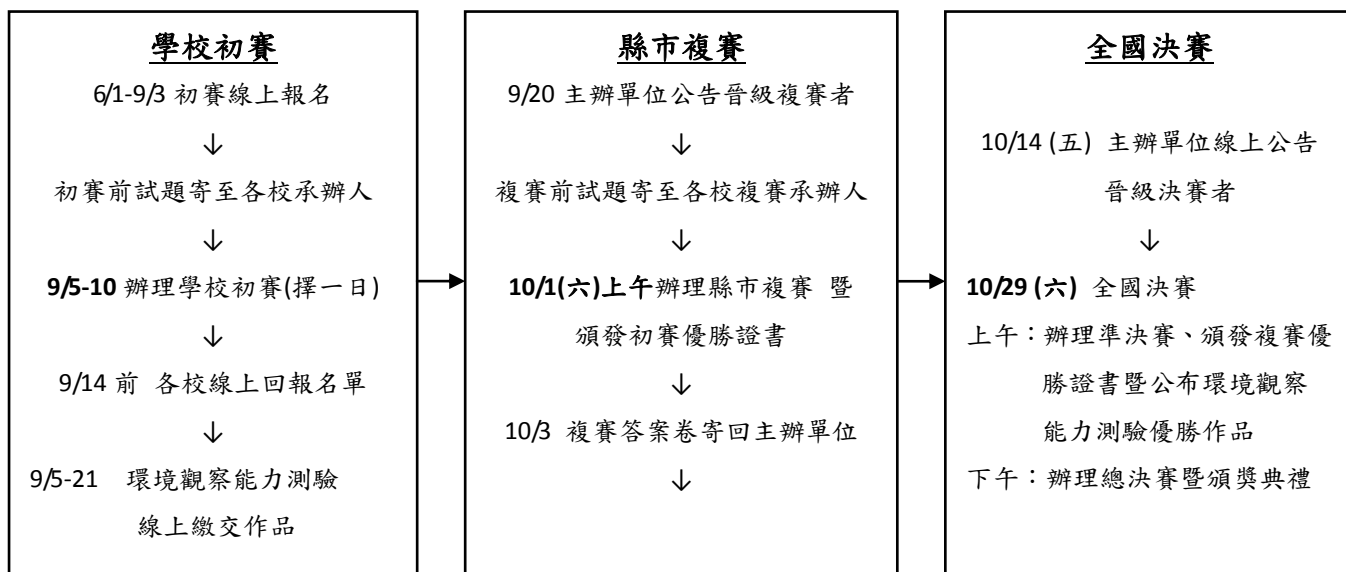 學校初賽
6/1-9/3 初賽線上報名
↓
初賽前試題寄至各校承辦人
↓
9/5-10 辦理學校初賽(擇一日)
↓
9/14 前 各校線上回報名單
↓
9/5-21 環境觀察能力測驗
線上繳交作品
縣市複賽
9/20 主辦單位公告晉級複賽者
↓
複賽前試題寄至各校複賽承辦人
↓
10/1(六)上午辦理縣市複賽 暨
頒發初賽優勝證書
↓
10/3 複賽答案卷寄回主辦單位
↓
全國決賽
10/14 (五) 主辦單位線上公告
晉級決賽者
↓
10/29 (六) 全國決賽
上午：辦理準決賽、頒發複賽優
勝證書暨公布環境觀察
能力測驗優勝作品
下午：辦理總決賽暨頒獎典禮